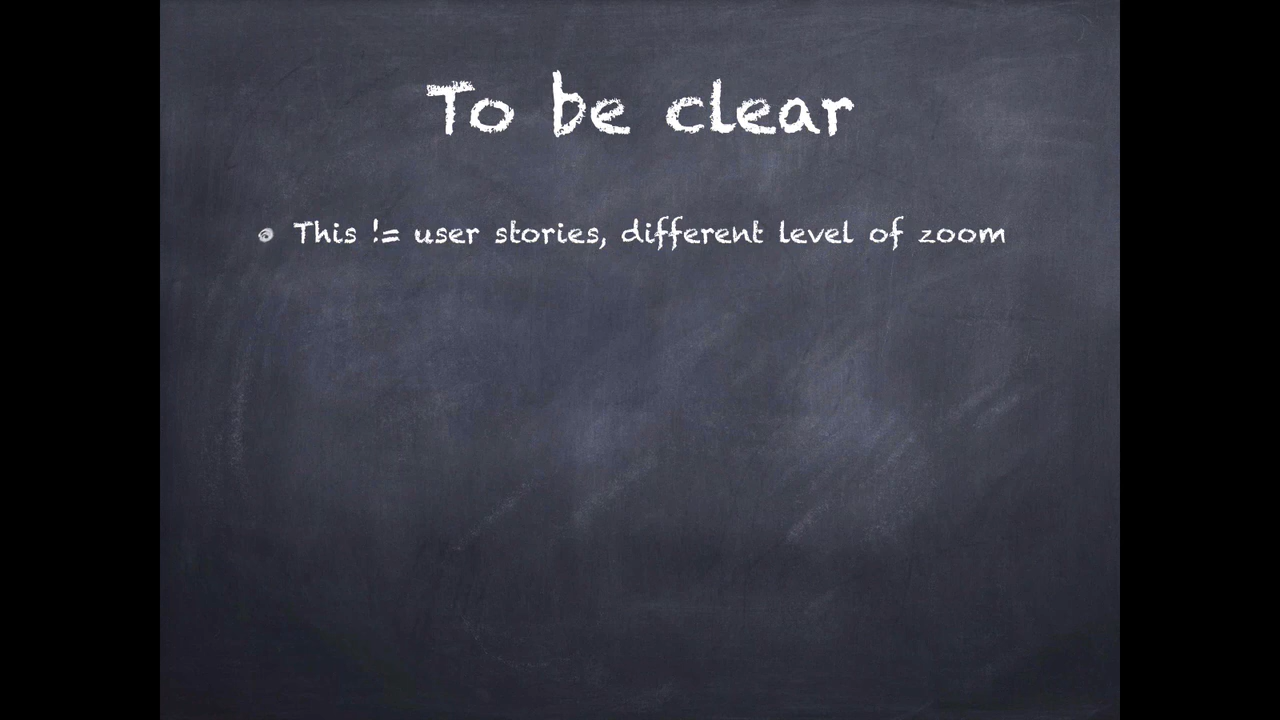 To be clear
This != user stories, different level of zoom